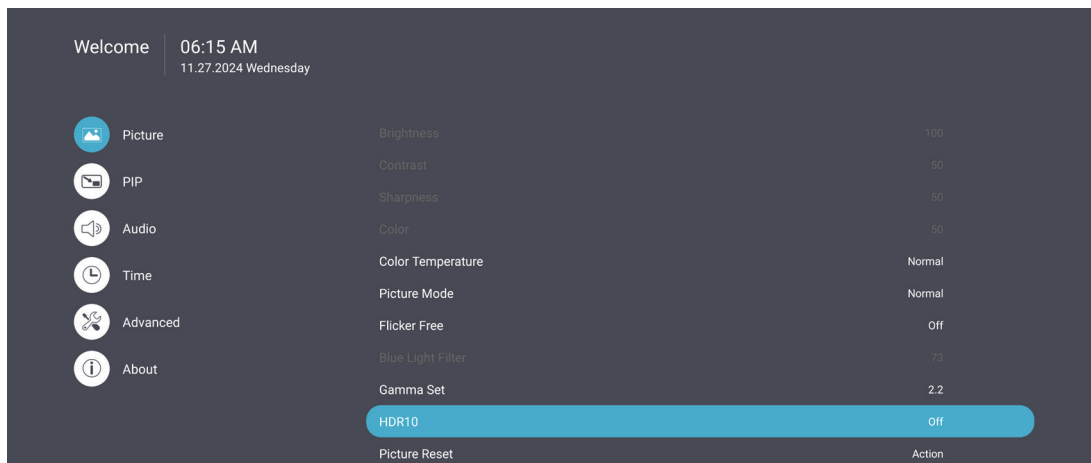 Welcome
06:15 AM
11.27.2024 Wednesday
Picture
PIP
Audio
Time
Advanced
About
Brightness 100
Contrast 50
Sharpness 50
Color 50
Color Temperature Normal
Picture Mode Normal
Flicker Free Off
Blue Light Filter 73
Gamma Set 2.2
HDR10 Off
Picture Reset Action